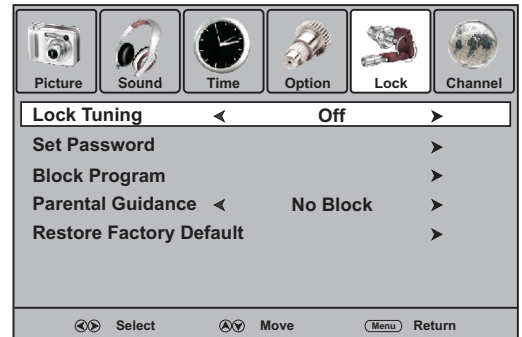 Picture Sound Time Option Lock Channel
Lock Tuning Off
Set Password
Block Program
Parental Guidance No Block
Restore Factory Default
Select Move Menu Return